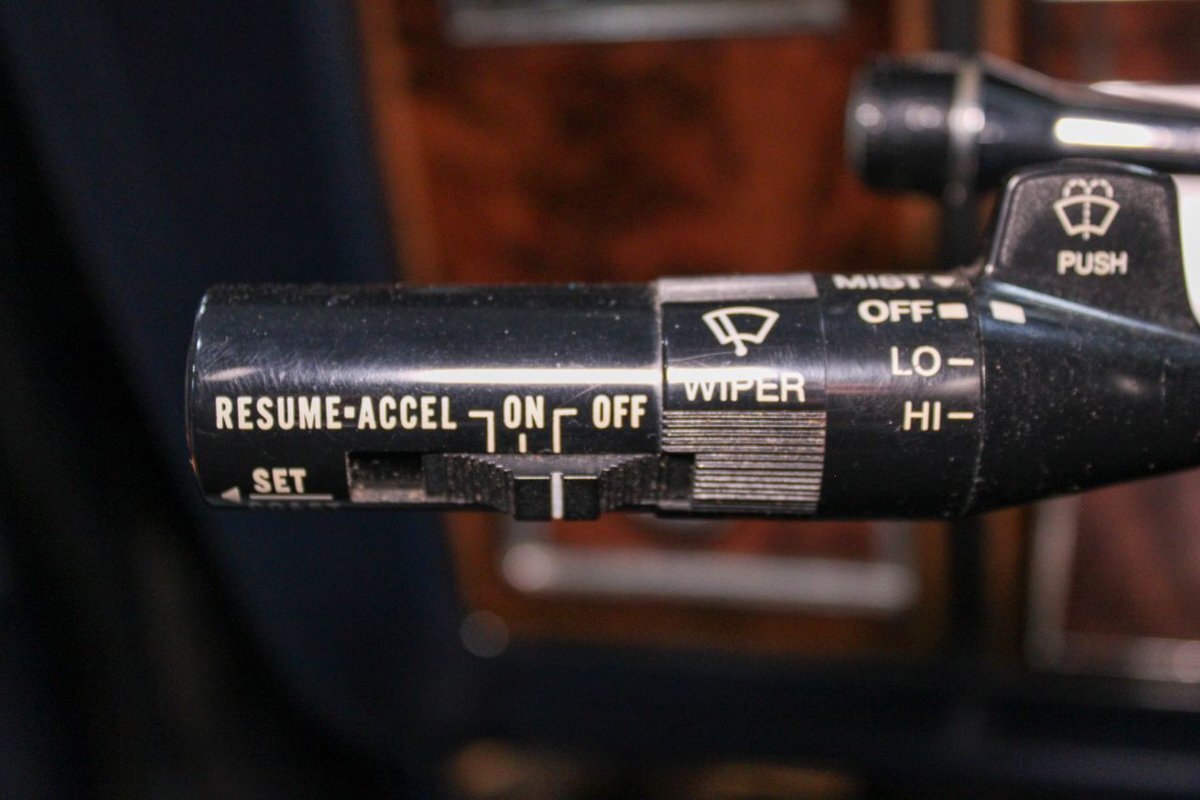 PUSH
MIST
OFF
LO
HI
WIPER
RESUME-ACCEL ON OFF
SET